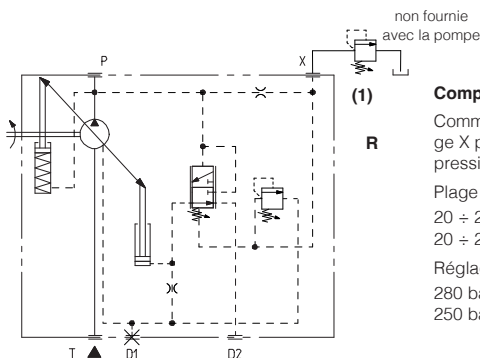 non fournie
avec la pompe
P
X
(1)
R
T
D1
D2
Comp
Comm
ge X p
pressi
Plage
20 ÷ 2
20 ÷ 2
Régla
280 ba
250 ba